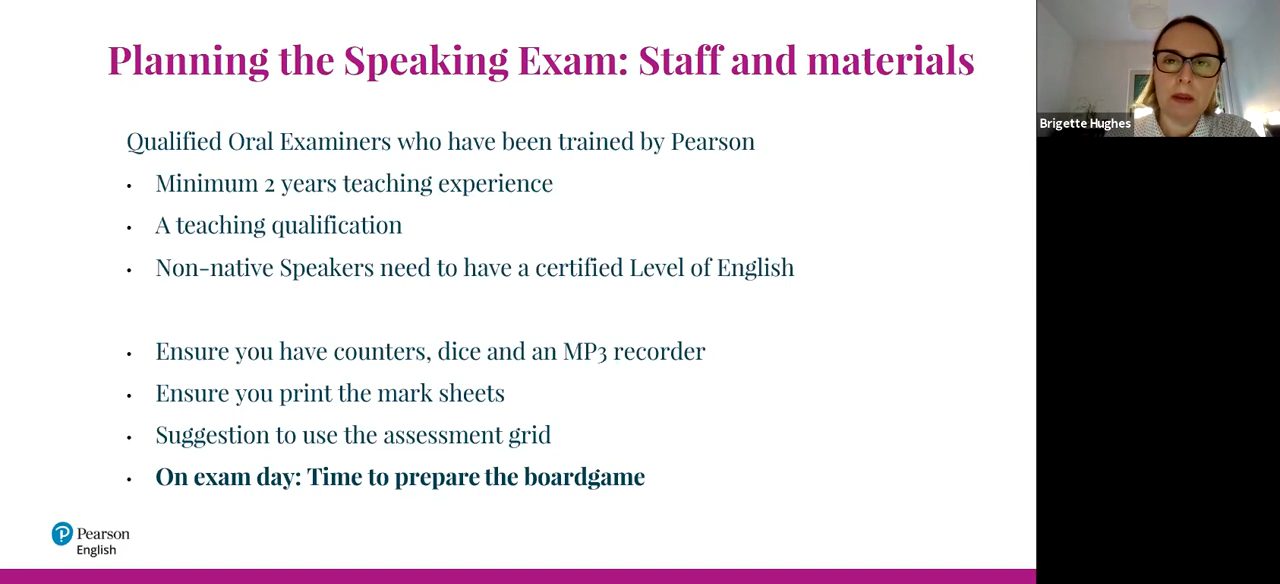 Planning the Speaking Exam: Staff and materials
Brigette Hughes
Qualified Oral Examiners who have been trained by Pearson
• Minimum 2 years teaching experience
• A teaching qualification
• Non-native Speakers need to have a certified Level of English
• Ensure you have counters, dice and an MP3 recorder
• Ensure you print the mark sheets
• Suggestion to use the assessment grid
• On exam day: Time to prepare the boardgame
P Pearson
English